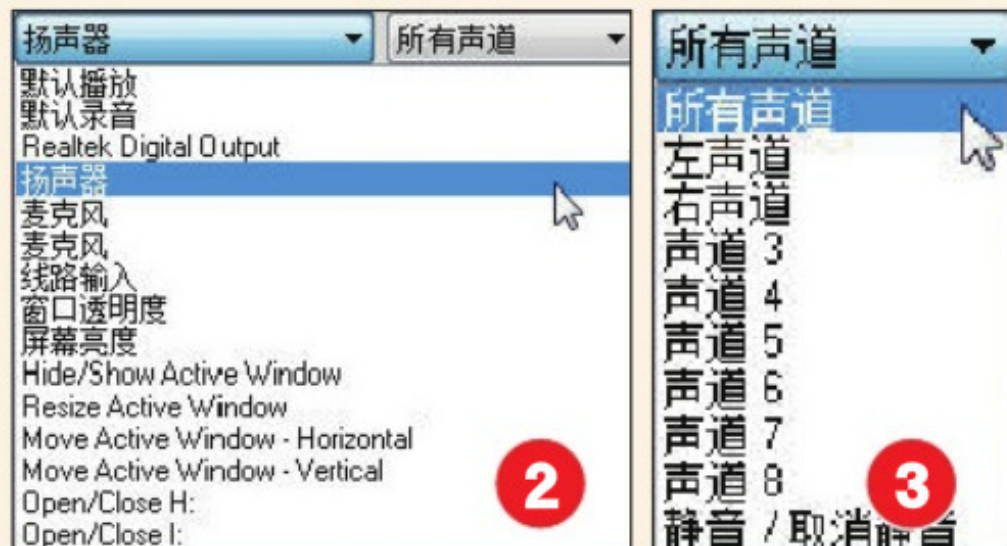 扬声器
所有声道
默认播放
默认录音
Realtek Digital Output
扬声器
麦克风
麦克风
线路输入
窗口透明度
屏幕亮度
Hide/Show Active Window
Resize Active Window
Move Active Window - Horizontal
Move Active Window - Vertical
Open/Close H:
Open/Close I:
2
所有声道
所有声道
左声道
右声道
声道 3
声道 4
声道 5
声道 6
声道 7
声道 8
静音 / 取消静音
3